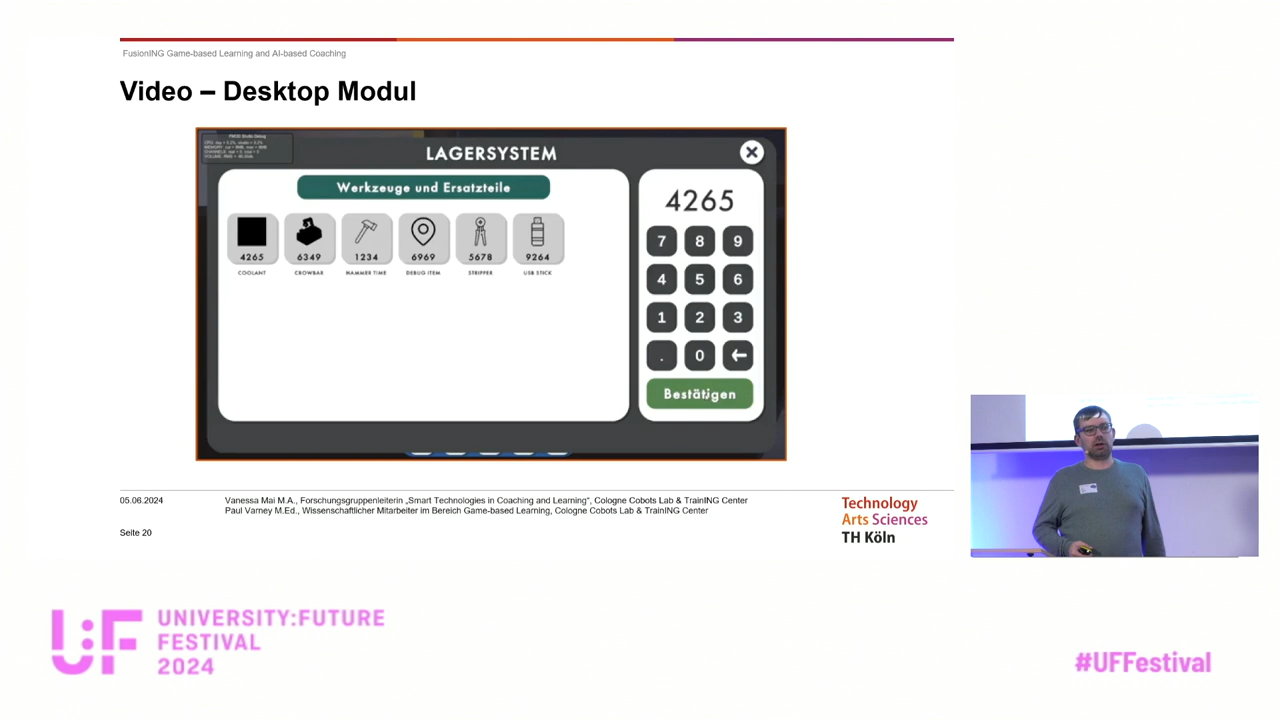 FusionING Game-based Learning and AI-based Coaching
Video – Desktop Modul
LAGERSYSTEM
Werkzeuge und Ersatzteile
4265
6349
1234
6969
5678
9264
COOLANT
CROWBAR
HAMMER TIME
DEBUG ITEM
STRIPPER
USB STICK
4265
7 8 9
4 5 6
1 2 3
. 0
Bestätigen
05.06.2024
Vanessa Mai M.A., Forschungsgruppenleiterin „Smart Technologies in Coaching and Learning“, Cologne Cobots Lab & TrainING Center
Paul Varney M.Ed., Wissenschaftlicher Mitarbeiter im Bereich Game-based Learning, Cologne Cobots Lab & TrainING Center
Seite 20
Technology
Arts Sciences
TH Köln
U:F
UNIVERSITY:FUTURE
FESTIVAL
2024
#UFFestival